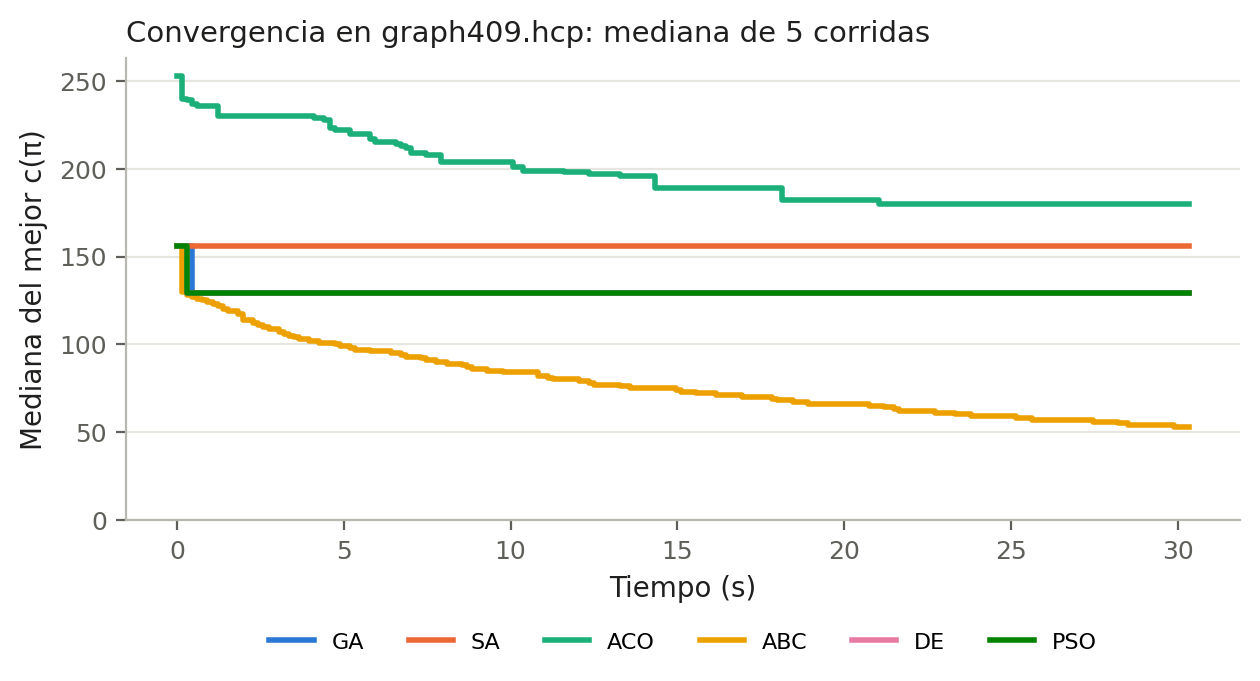 Convergencia en graph409.hcp: mediana de 5 corridas
Mediana del mejor c(π)
250
200
150
100
50
0
0 5 10 15 20 25 30
Tiempo (s)
GA SA ACO ABC DE PSO